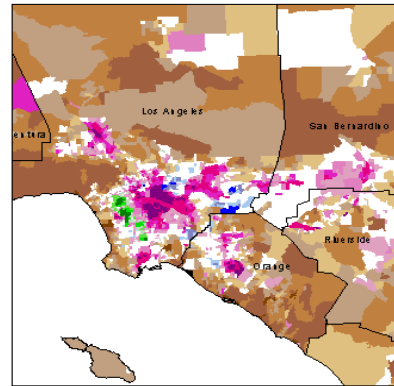 Los Angeles
San Bernardino
entura
Riverside
Orange